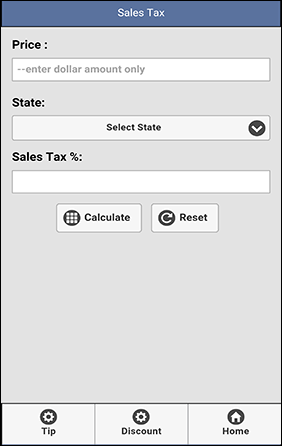 Sales Tax
Price :
--enter dollar amount only
State:
Select State
Sales Tax %:
Calculate Reset
Tip Discount Home